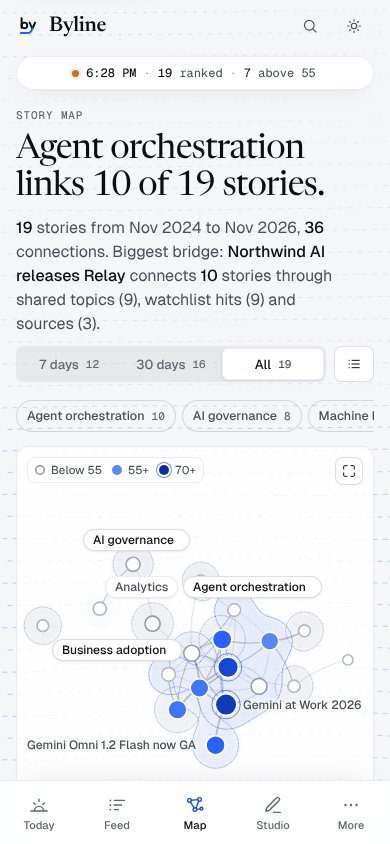 by Byline
6:28 PM · 19 ranked · 7 above 55
STORY MAP
Agent orchestration
links 10 of 19 stories.
19 stories from Nov 2024 to Nov 2026, 36
connections. Biggest bridge: Northwind AI
releases Relay connects 10 stories through
shared topics (9), watchlist hits (9) and
sources (3).
7 days 12 30 days 16 All 19
Agent orchestration 10 AI governance 8 Machine
Below 55 55+ 70+
AI governance
Analytics Agent orchestration
Business adoption
Gemini at Work 2026
Gemini Omni 1.2 Flash now GA
Today Feed Map Studio More